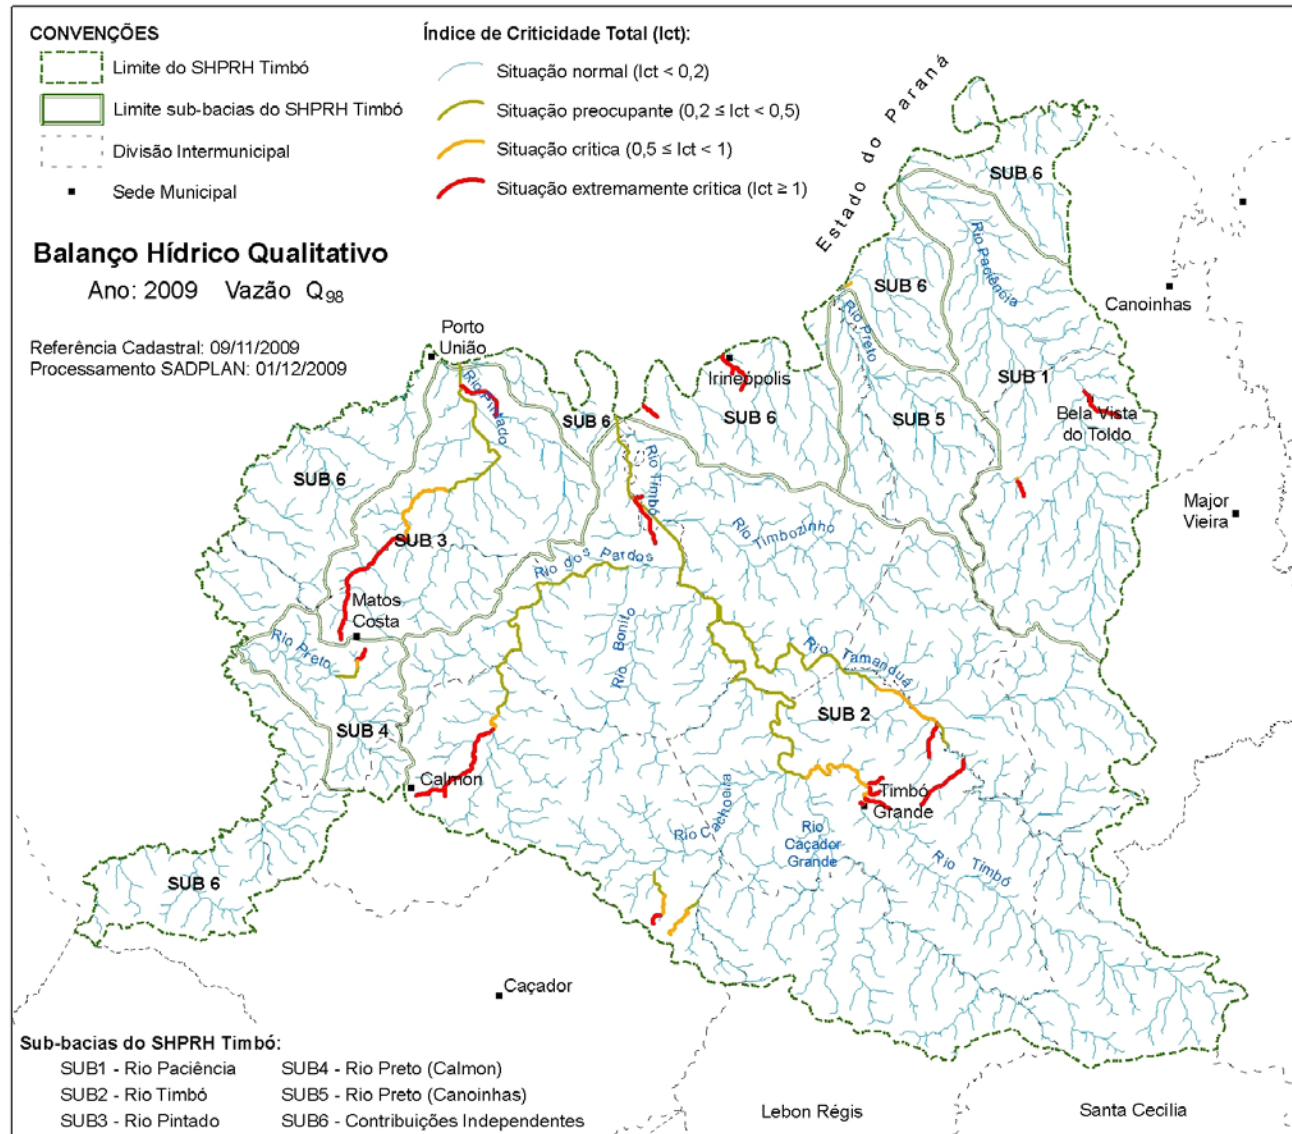 CONVENÇÕES
Limite do SHPRH Timbó
Limite sub-bacias do SHPRH Timbó
Divisão Intermunicipal
Sede Municipal
Índice de Criticidade Total (Ict):
Situação normal (Ict < 0,2)
Situação preocupante (0,2 ≤ Ict < 0,5)
Situação crítica (0,5 ≤ Ict < 1)
Situação extremamente crítica (Ict ≥ 1)
Balanço Hídrico Qualitativo
Ano: 2009 Vazão Q98
Referência Cadastral: 09/11/2009
Processamento SADPLAN: 01/12/2009
Estado do Paraná
SUB 6
Rio Paciência
SUB 6
Canoinhas
Rio Preto
Porto
União
Irineópolis
SUB 1
Rio Pintado
SUB 6
SUB 6
SUB 5
Bela Vista
do Toldo
SUB 6
Rio Timbó
Major
Vieira
SUB 3
Rio Timbozinho
Rio dos Pardos
Matos
Costa
Rio Bonito
Rio Preto
Rio Tamanduá
SUB 4
SUB 2
Calmon
Timbó
Grande
Rio Cachoeira
Rio
Caçador
Grande
Rio Timbó
SUB 6
Caçador
Sub-bacias do SHPRH Timbó:
SUB1 - Rio Paciência
SUB2 - Rio Timbó
SUB3 - Rio Pintado
SUB4 - Rio Preto (Calmon)
SUB5 - Rio Preto (Canoinhas)
SUB6 - Contribuições Independentes
Lebon Régis
Santa Cecília